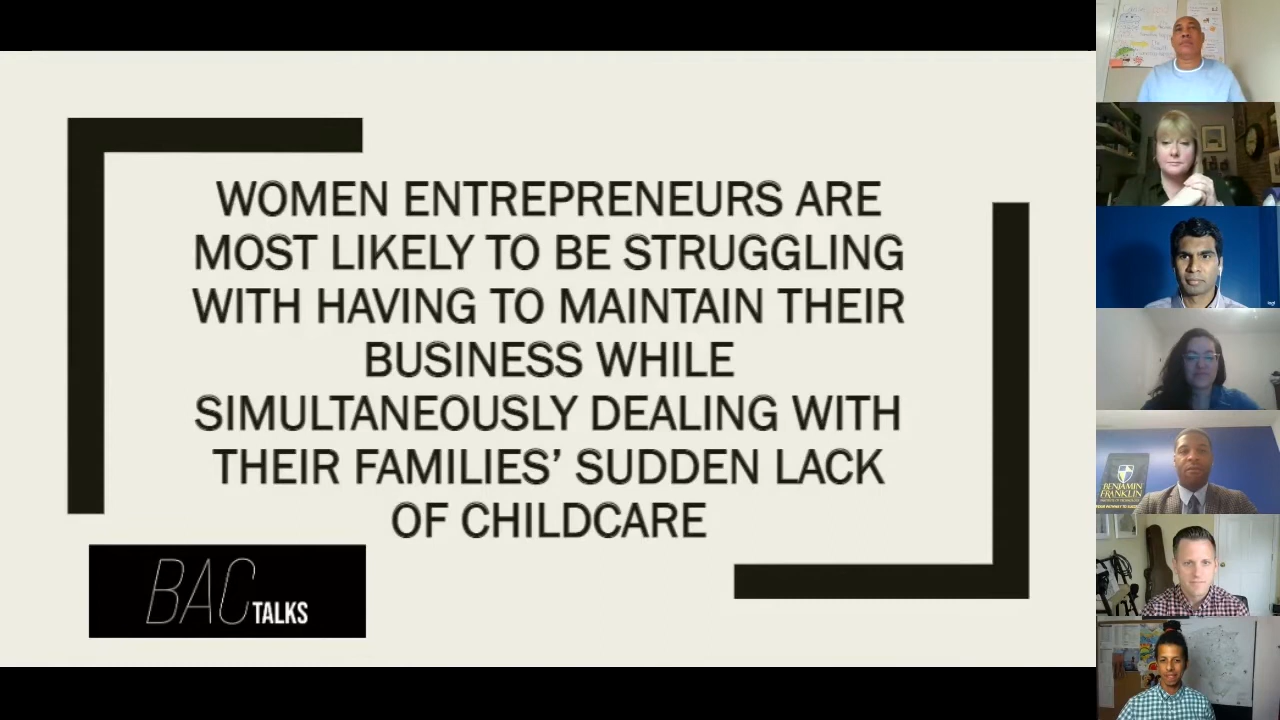 WOMEN ENTREPRENEURS ARE
MOST LIKELY TO BE STRUGGLING
WITH HAVING TO MAINTAIN THEIR
BUSINESS WHILE
SIMULTANEOUSLY DEALING WITH
THEIR FAMILIES’ SUDDEN LACK
OF CHILDCARE
BAC TALKS
BENJAMIN
FRANKLIN